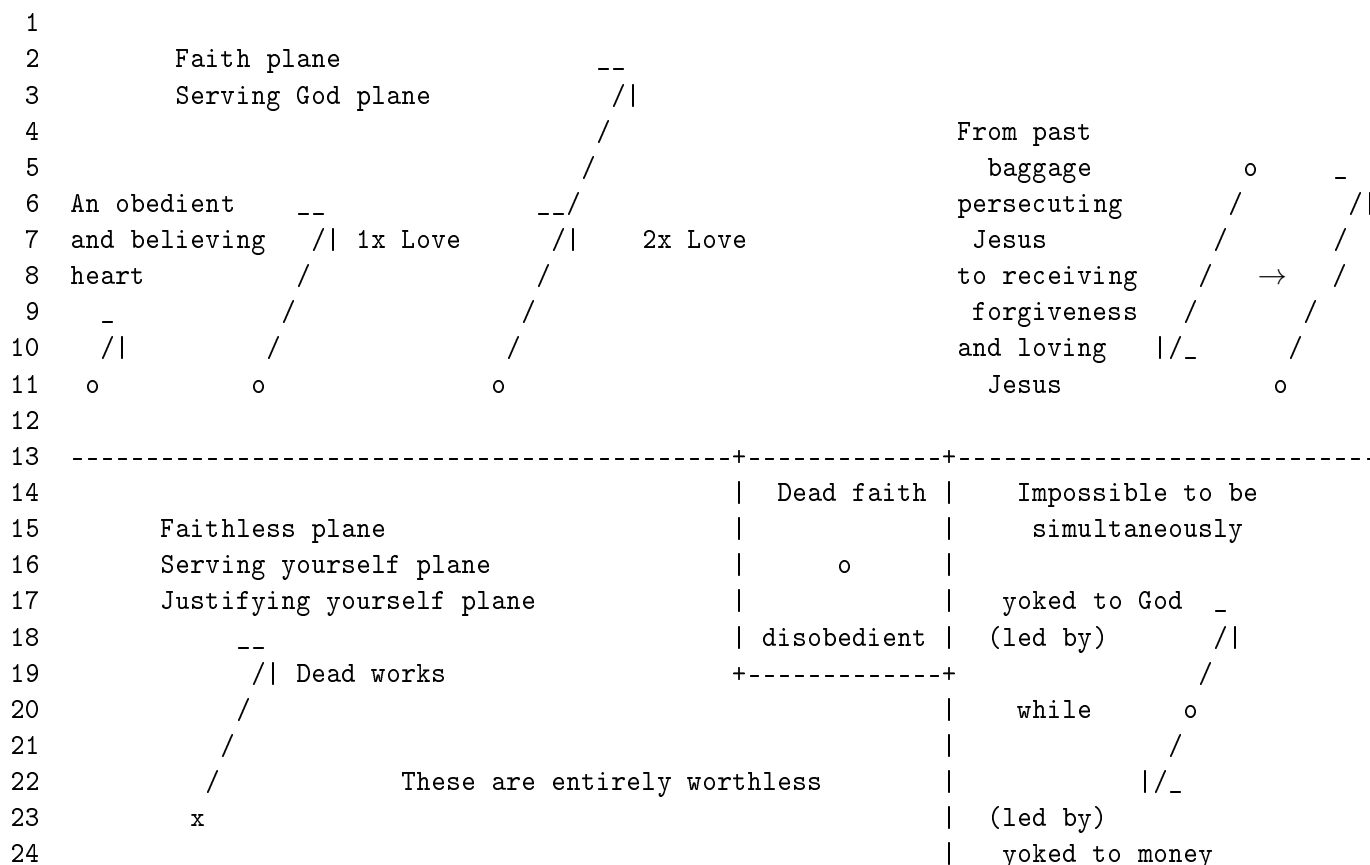 1
2       Faith plane                 __
3       Serving God plane            /|
4                                   /                       From past
5                                  /                          baggage          o     _
6  An obedient    __              __/                         persecuting       /       /|
7  and believing   /| 1x Love      /|    2x Love               Jesus           /       /
8  heart          /               /                         to receiving    /   →   /
9    _           /               /                           forgiveness   /       /
10   /|         /               /                            and loving   |/_      /
11  o          o               o                              Jesus              o
12
13 --------------------------------------------+-------------+----------------------------
14                                             |  Dead faith |    Impossible to be
15       Faithless plane                       |             |     simultaneously
16       Serving yourself plane                |      o      |
17       Justifying yourself plane             |             |   yoked to God  _
18            __                               | disobedient |  (led by)       /|
19             /| Dead works                   +-------------+                /
20            /                                              |    while      o
21           /                                               |              /
22          /            These are entirely worthless        |            |/_
23         x                                                 |  (led by)
24                                                           |   yoked to money